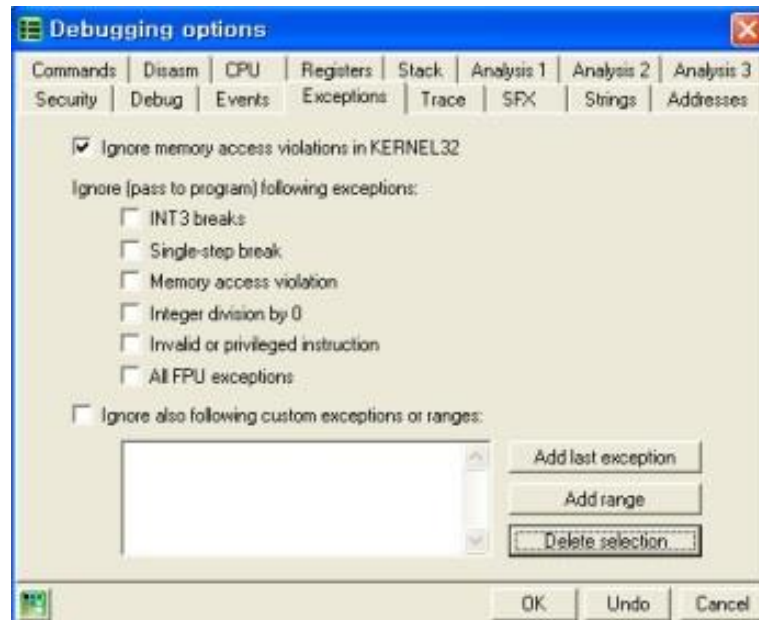 Debugging options
Commands Disasm CPU Registers Stack Analysis 1 Analysis 2 Analysis 3
Security Debug Events Exceptions Trace SFX Strings Addresses
Ignore memory access violations in KERNEL32
Ignore (pass to program) following exceptions:
INT3 breaks
Single-step break
Memory access violation
Integer division by 0
Invalid or privileged instruction
All FPU exceptions
Ignore also following custom exceptions or ranges:
Add last exception
Add range
Delete selection
OK Undo Cancel